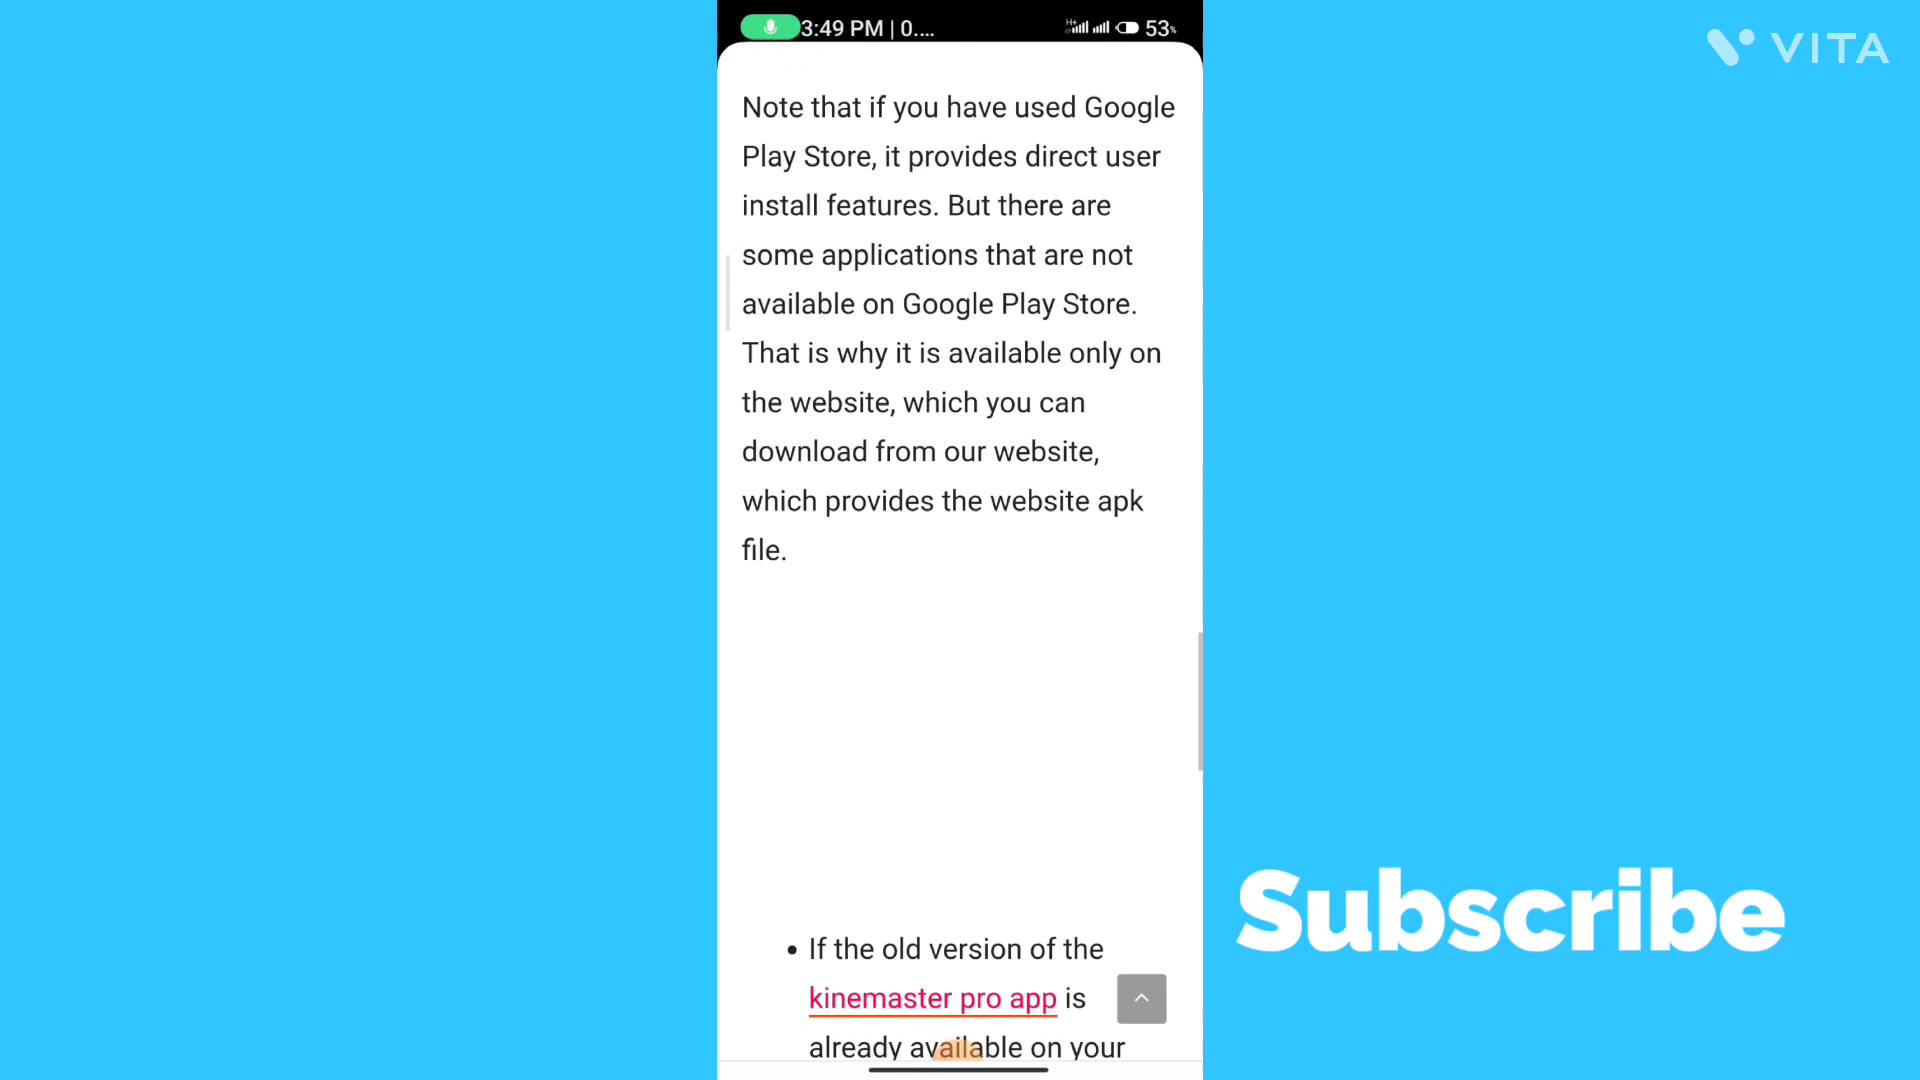 3:49 PM | 0....
53%
VITA
Note that if you have used Google
Play Store, it provides direct user
install features. But there are
some applications that are not
available on Google Play Store.
That is why it is available only on
the website, which you can
download from our website,
which provides the website apk
file.
Subscribe
• If the old version of the
kinemaster pro app is
already available on your